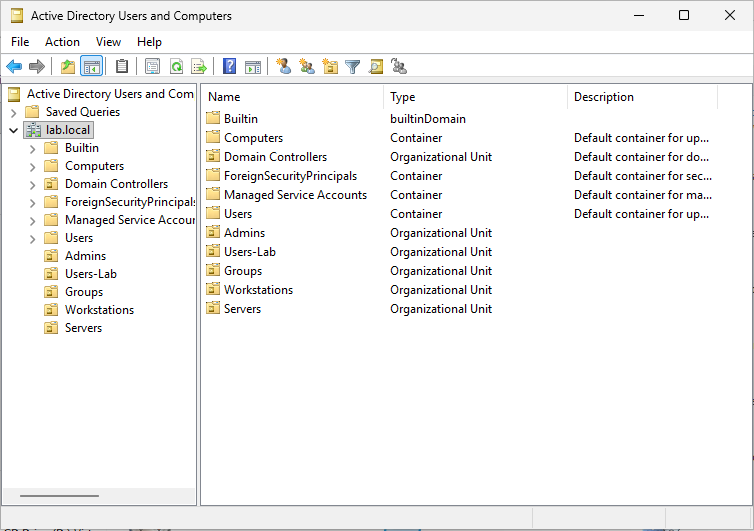 Active Directory Users and Computers
File Action View Help
Active Directory Users and Com
Saved Queries
lab.local
Builtin
Computers
Domain Controllers
ForeignSecurityPrincipals
Managed Service Accour
Users
Admins
Users-Lab
Groups
Workstations
Servers
Name Type Description
Builtin builtinDomain
Computers Container Default container for up...
Domain Controllers Organizational Unit Default container for do...
ForeignSecurityPrincipals Container Default container for sec...
Managed Service Accounts Container Default container for ma...
Users Container Default container for up...
Admins Organizational Unit
Users-Lab Organizational Unit
Groups Organizational Unit
Workstations Organizational Unit
Servers Organizational Unit